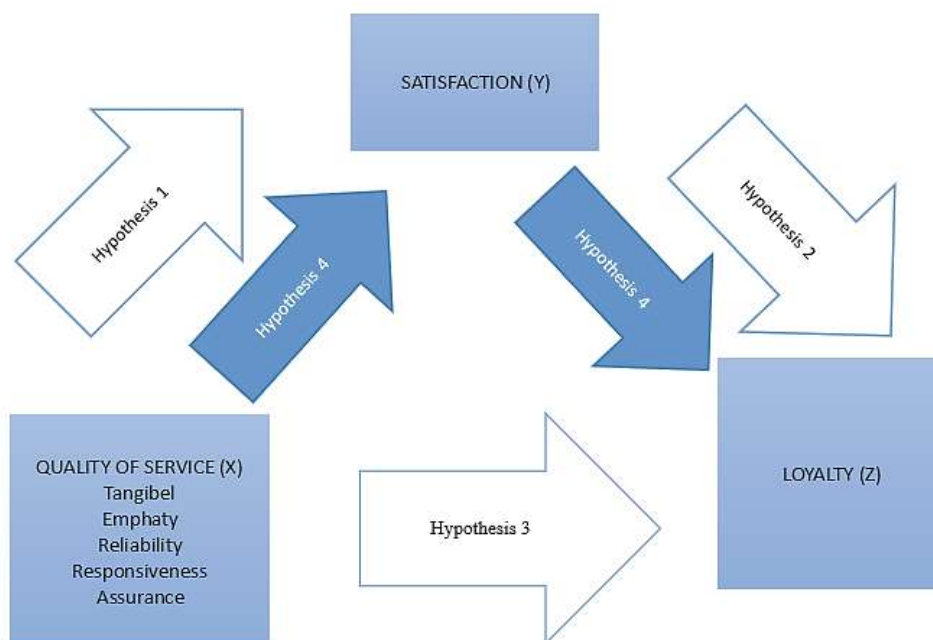 SATISFACTION (Y)
Hypothesis 1
Hypothesis 4
Hypothesis 4
Hypothesis 2
QUALITY OF SERVICE (X)
Tangibel
Emphaty
Reliability
Responsiveness
Assurance
Hypothesis 3
LOYALTY (Z)